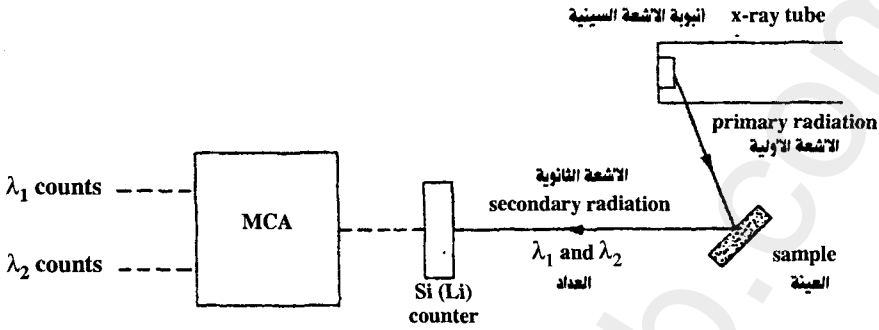 انبوبة الاشعة السينية x-ray tube
primary radiation
الاشعة الاولية
الاشعة الثانوية
secondary radiation
λ1 and λ2
العداد
sample
العينة
λ1 counts
λ2 counts
MCA
Si (Li)
counter